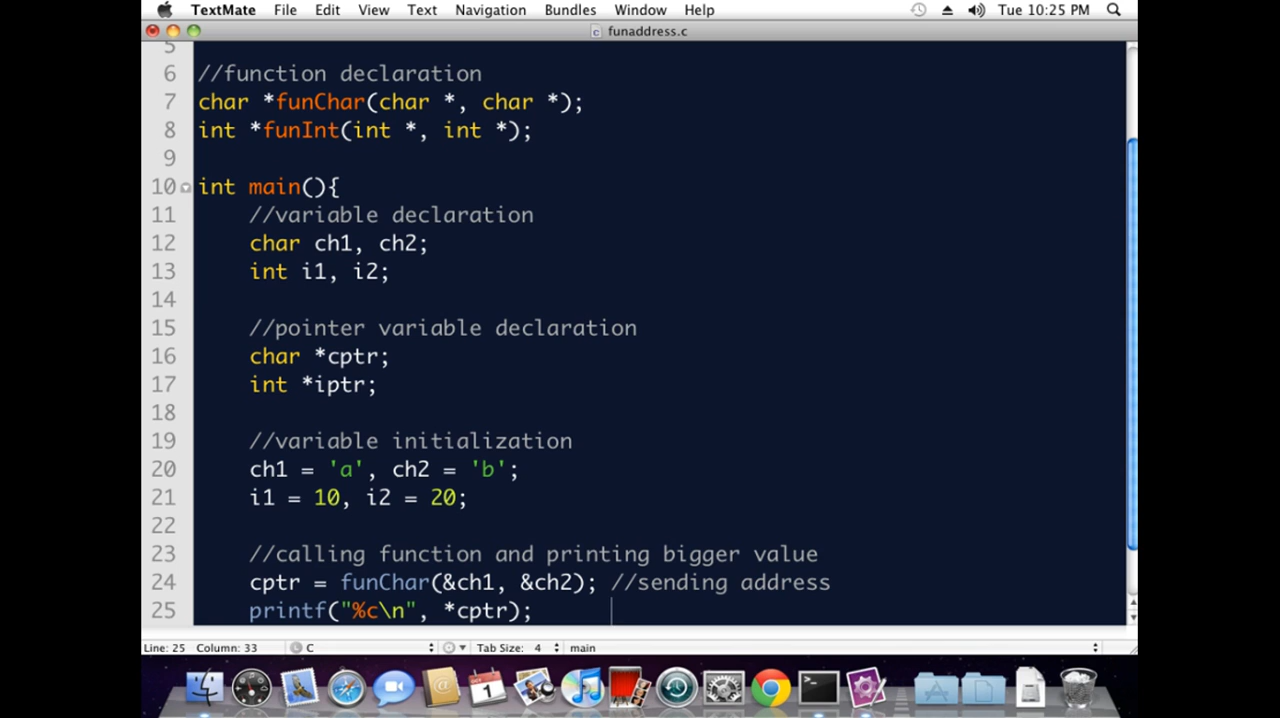 TextMate File Edit View Text Navigation Bundles Window Help Tue 10:25 PM
funaddress.c
5
6 //function declaration
7 char *funChar(char *, char *);
8 int *funInt(int *, int *);
9
10 int main(){
11 //variable declaration
12 char ch1, ch2;
13 int i1, i2;
14
15 //pointer variable declaration
16 char *cptr;
17 int *iptr;
18
19 //variable initialization
20 ch1 = 'a', ch2 = 'b';
21 i1 = 10, i2 = 20;
22
23 //calling function and printing bigger value
24 cptr = funChar(&ch1, &ch2); //sending address
25 printf("%c\n", *cptr);
Line: 25 Column: 33 C Tab Size: 4 main